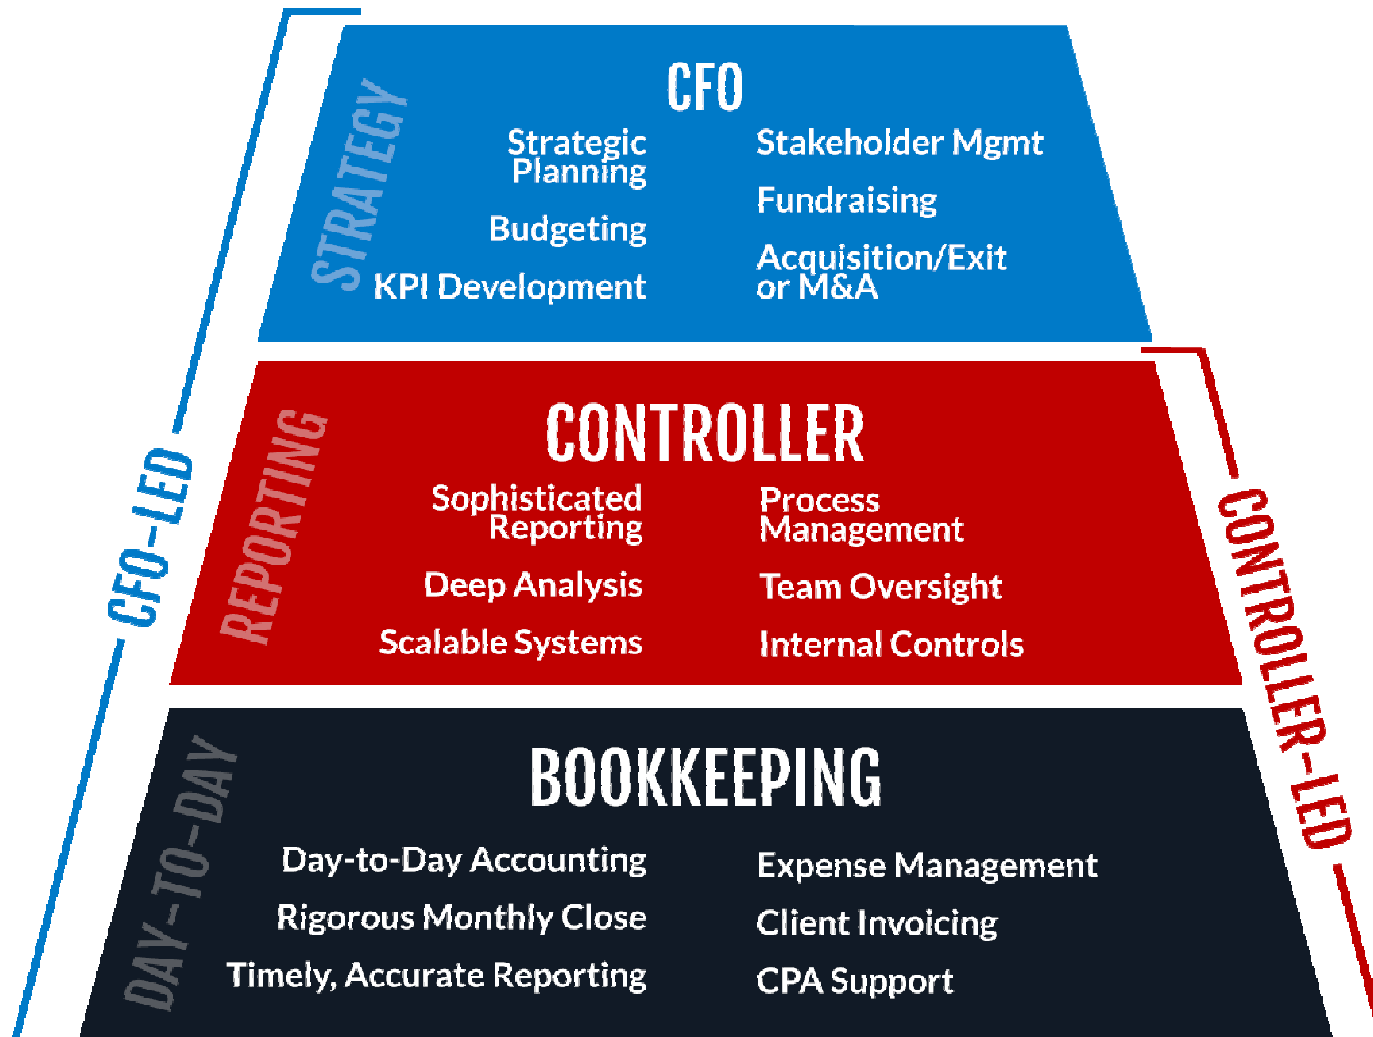 CFO
STRATEGY
Strategic
Planning
Budgeting
KPI Development
Stakeholder Mgmt
Fundraising
Acquisition/Exit
or M&A
CONTROLLER
REPORTING
Sophisticated
Reporting
Deep Analysis
Scalable Systems
Process
Management
Team Oversight
Internal Controls
BOOKKEEPING
DAY-TO-DAY
Day-to-Day Accounting
Rigorous Monthly Close
Timely, Accurate Reporting
Expense Management
Client Invoicing
CPA Support
CFO-LED
CONTROLLER-LED